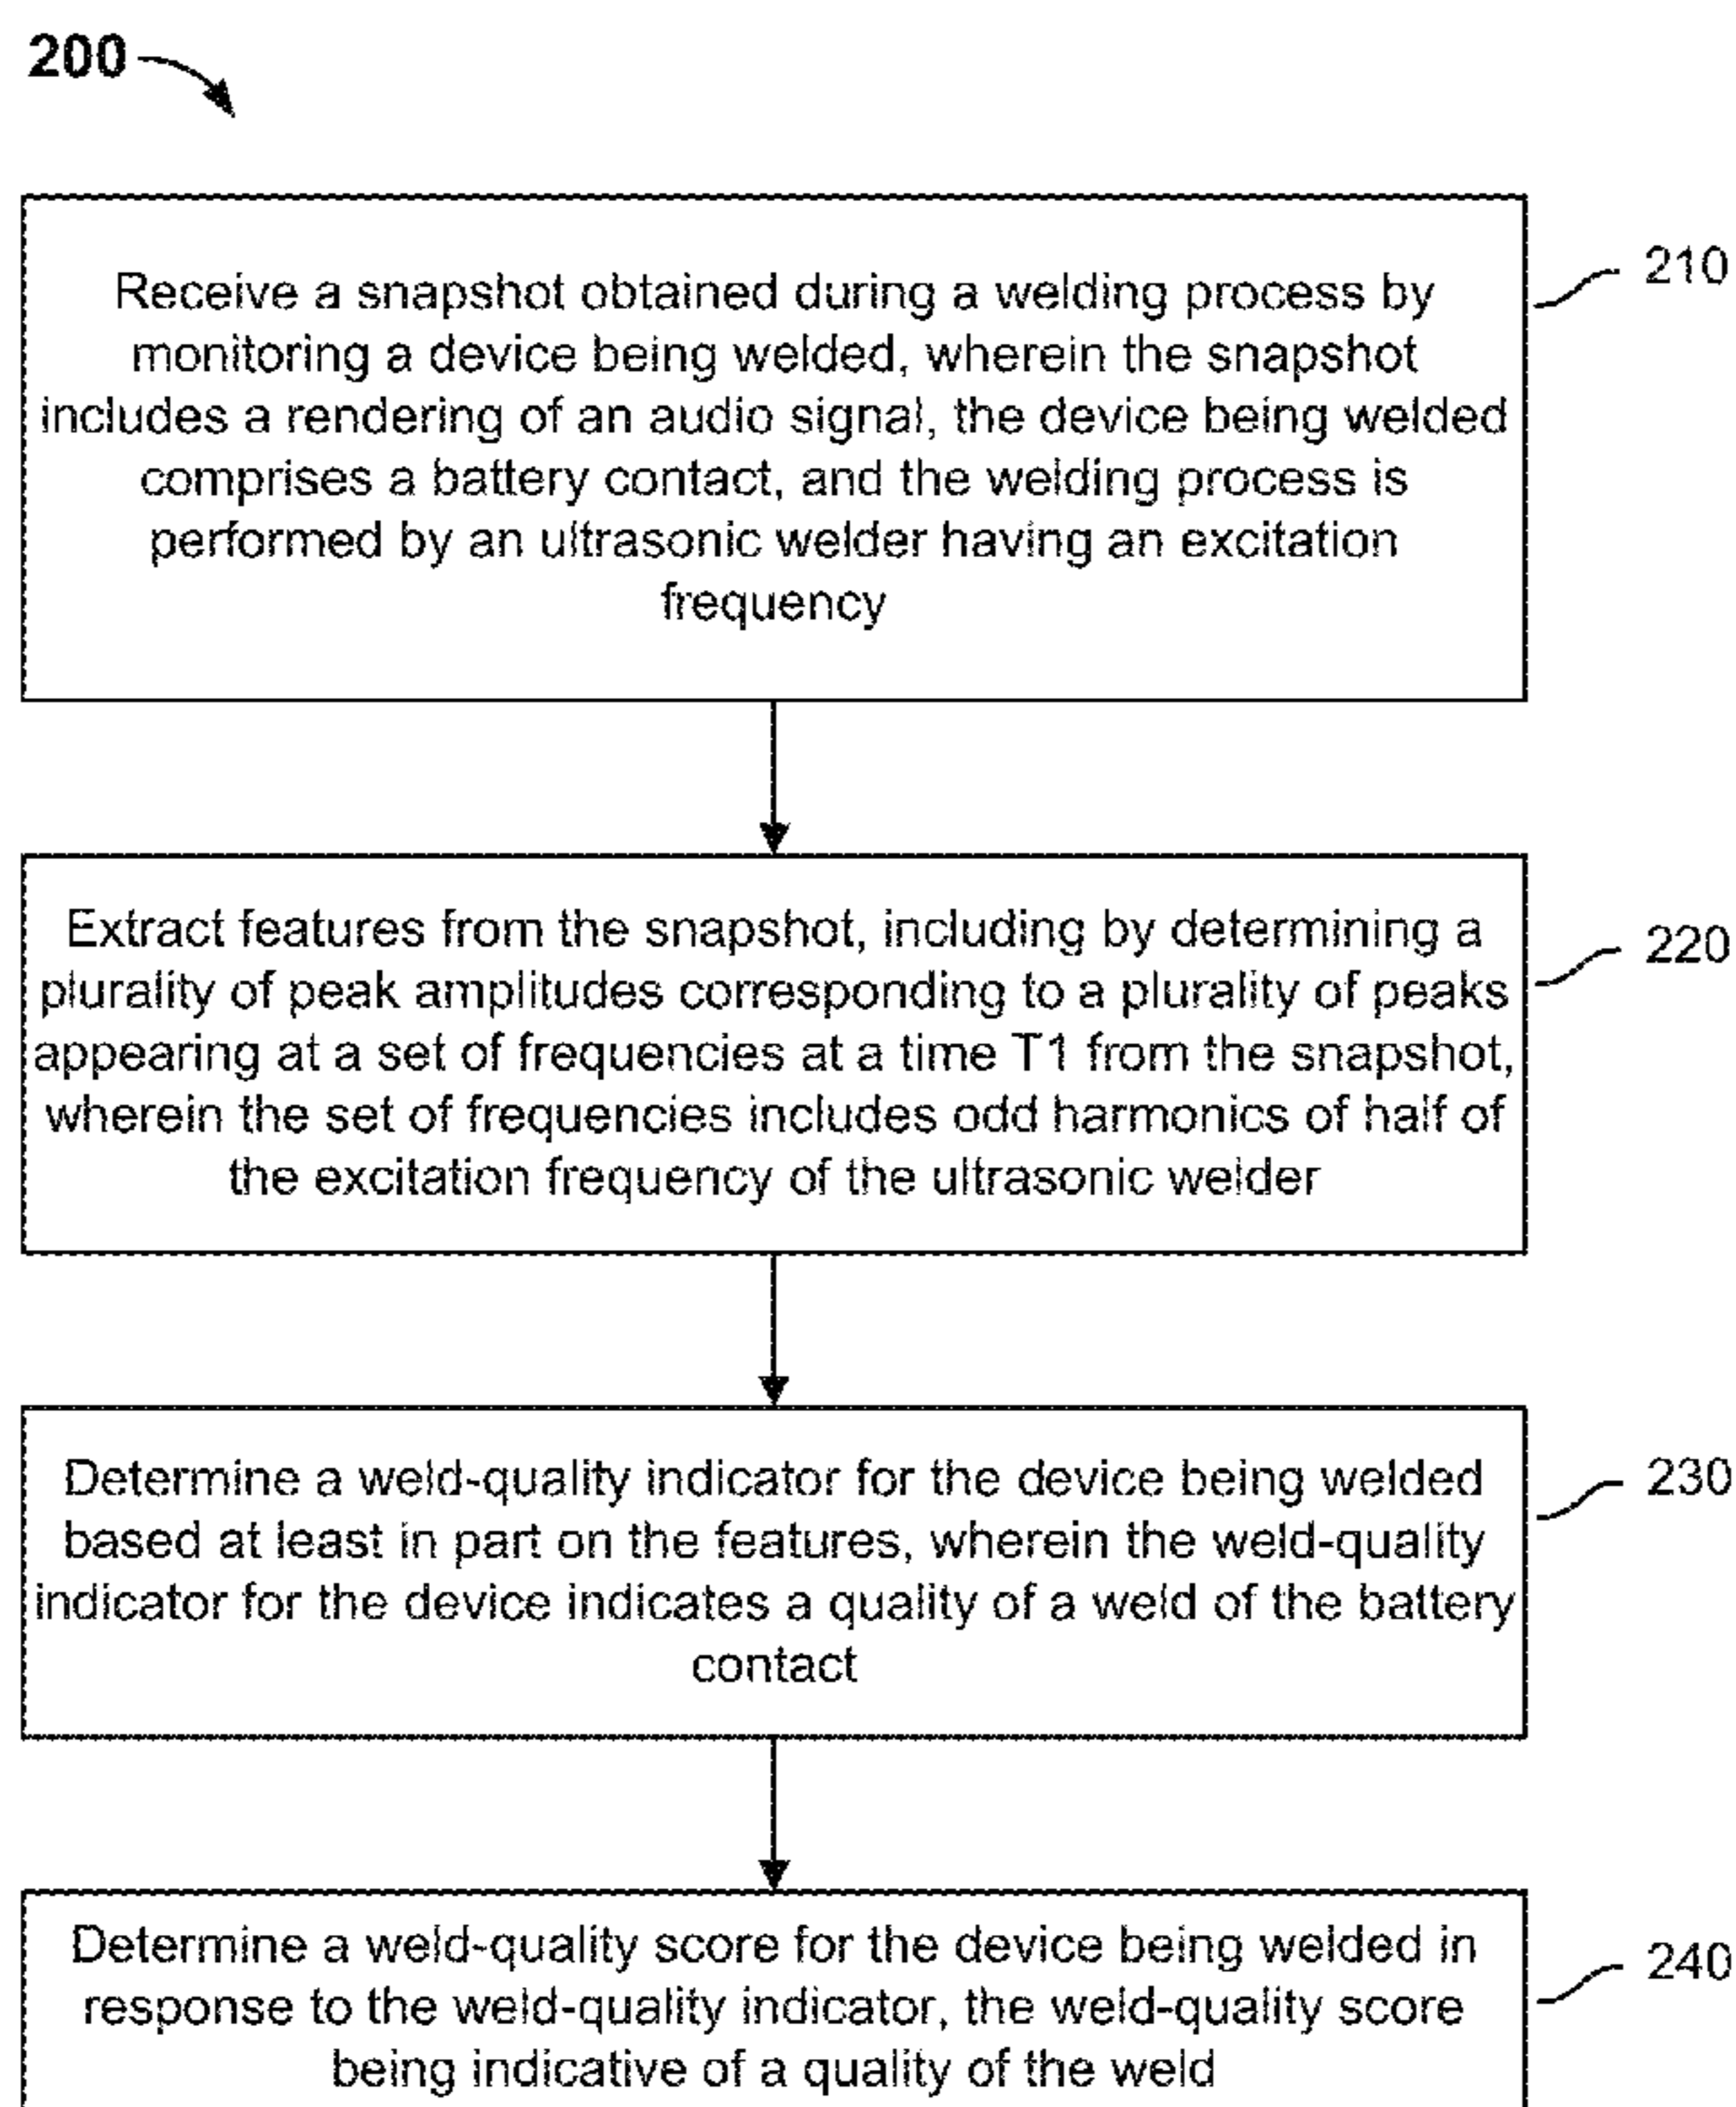 200
Receive a snapshot obtained during a welding process by
monitoring a device being welded, wherein the snapshot
includes a rendering of an audio signal, the device being welded
comprises a battery contact, and the welding process is
performed by an ultrasonic welder having an excitation
frequency
210
Extract features from the snapshot, including by determining a
plurality of peak amplitudes corresponding to a plurality of peaks
appearing at a set of frequencies at a time T1 from the snapshot,
wherein the set of frequencies includes odd harmonics of half of
the excitation frequency of the ultrasonic welder
220
Determine a weld-quality indicator for the device being welded
based at least in part on the features, wherein the weld-quality
indicator for the device indicates a quality of a weld of the battery
contact
230
Determine a weld-quality score for the device being welded in
response to the weld-quality indicator, the weld-quality score
being indicative of a quality of the weld
240